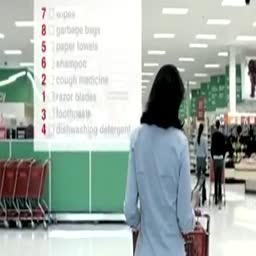 7 wipes
8 garbage bags
5 paper towels
6 shampoo
2 cough medicine
1 razor blades
3 toothpaste
4 dishwashing detergent